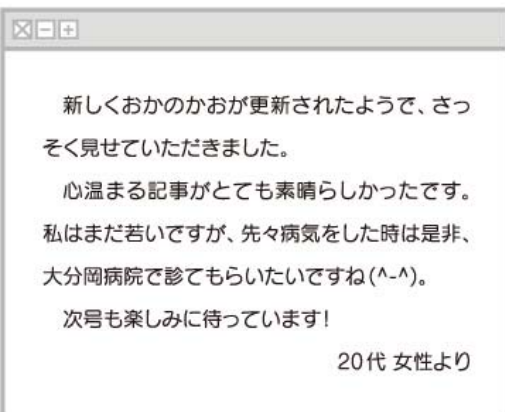 新しくおかのかおが更新されたようで、さっ
そく見せていただきました。
心温まる記事がとても素晴らしかったです。
私はまだ若いですが、先々病気をした時は是非、
大分岡病院で診てもらいたいですね(^-^)。
次号も楽しみに待っています!
20代 女性より